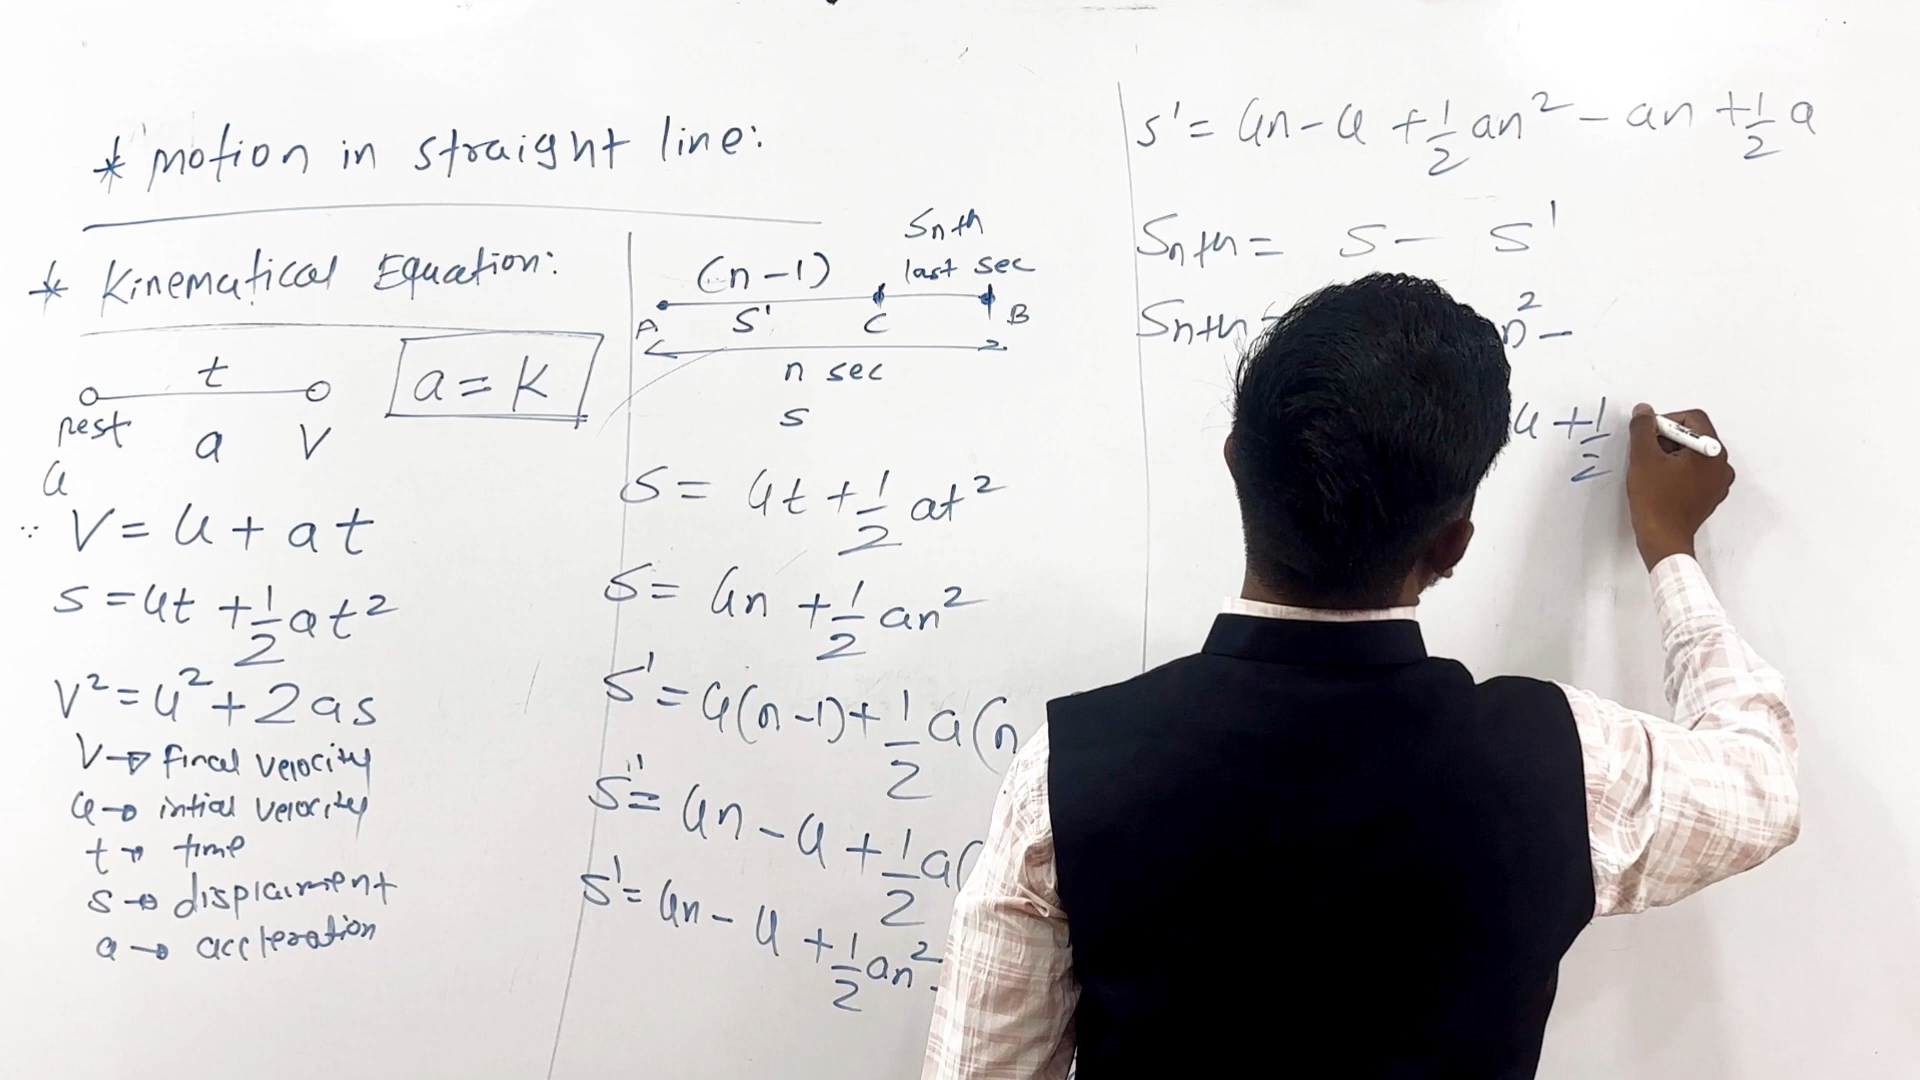 * Motion in straight line:
* Kinematical Equation:
t
rest a V
u
a = K
∵ V = u + at
s = ut + 1/2 at²
V² = u² + 2as
V → final velocity
u → intial velocity
t → time
s →
a →
Snth
(n-1) last sec
A S' C B
n sec
s
S = ut + 1/2 at²
S = un + 1/2 an²
S' = u(n-1) + 1/2 a(n
S' = un - u + 1/2 a(
S' = un - u + 1/2 an²
S' = un - u + 1/2 an² - an + 1/2 a
Snth = S - S'
Snth = n² -
u + 1/2